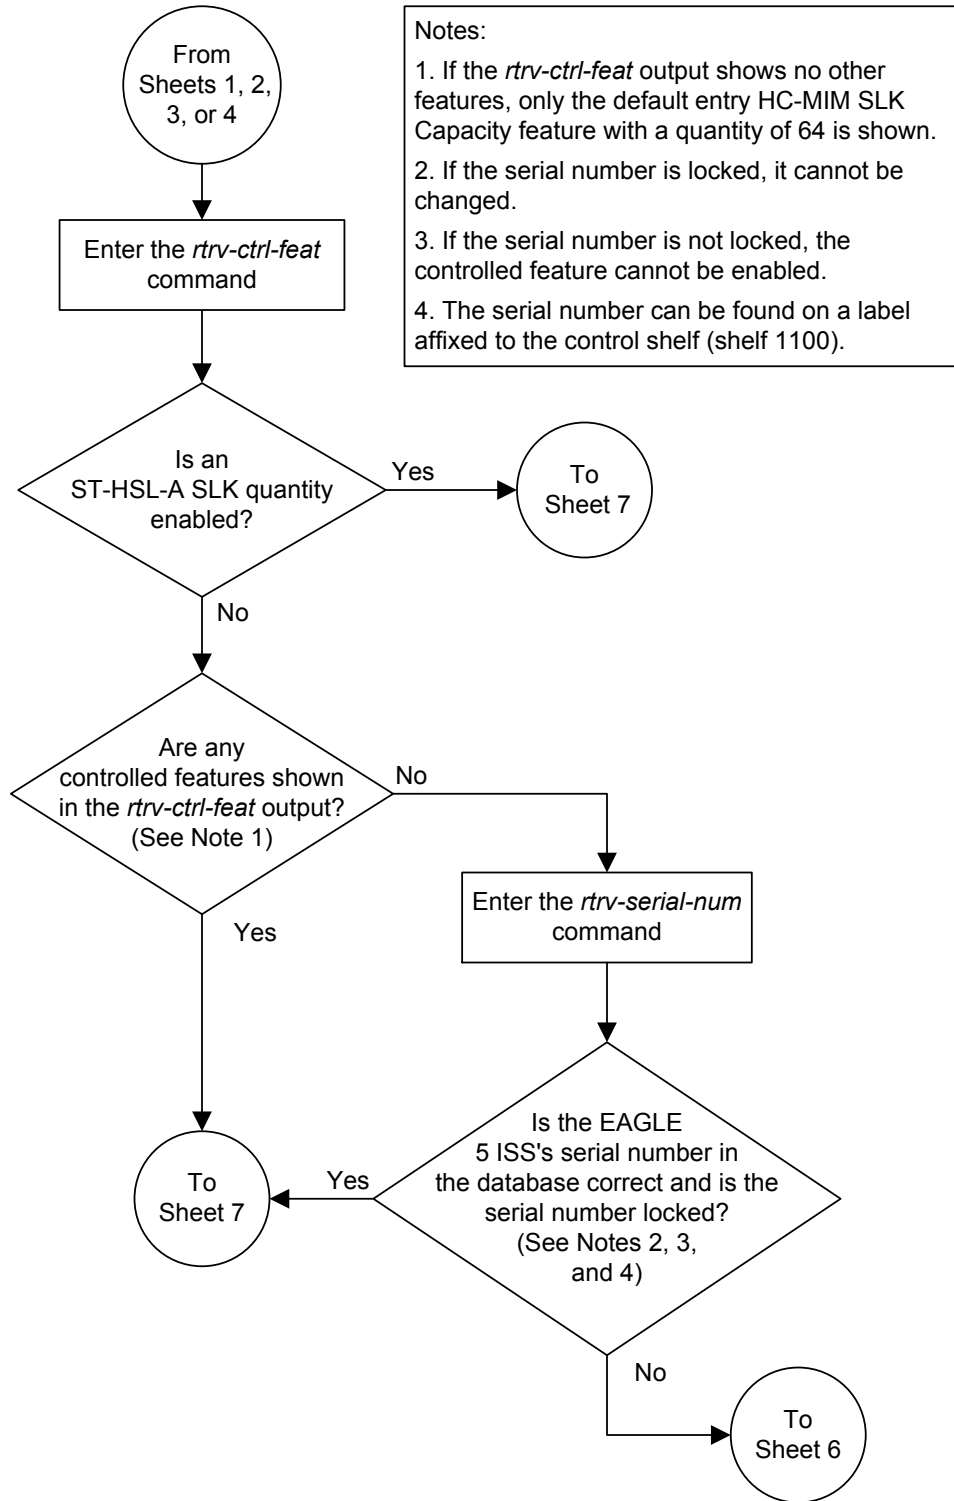 From
Sheets 1, 2,
3, or 4
Notes:
1. If the rtrv-ctrl-feat output shows no other
features, only the default entry HC-MIM SLK
Capacity feature with a quantity of 64 is shown.
2. If the serial number is locked, it cannot be
changed.
3. If the serial number is not locked, the
controlled feature cannot be enabled.
4. The serial number can be found on a label
affixed to the control shelf (shelf 1100).
Enter the rtrv-ctrl-feat
command
Is an
ST-HSL-A SLK quantity
enabled?
Yes
To
Sheet 7
No
Are any
controlled features shown
in the rtrv-ctrl-feat output?
(See Note 1)
No
Yes
Enter the rtrv-serial-num
command
Is the EAGLE
5 ISS's serial number in
the database correct and is the
serial number locked?
(See Notes 2, 3,
and 4)
Yes
To
Sheet 7
No
To
Sheet 6